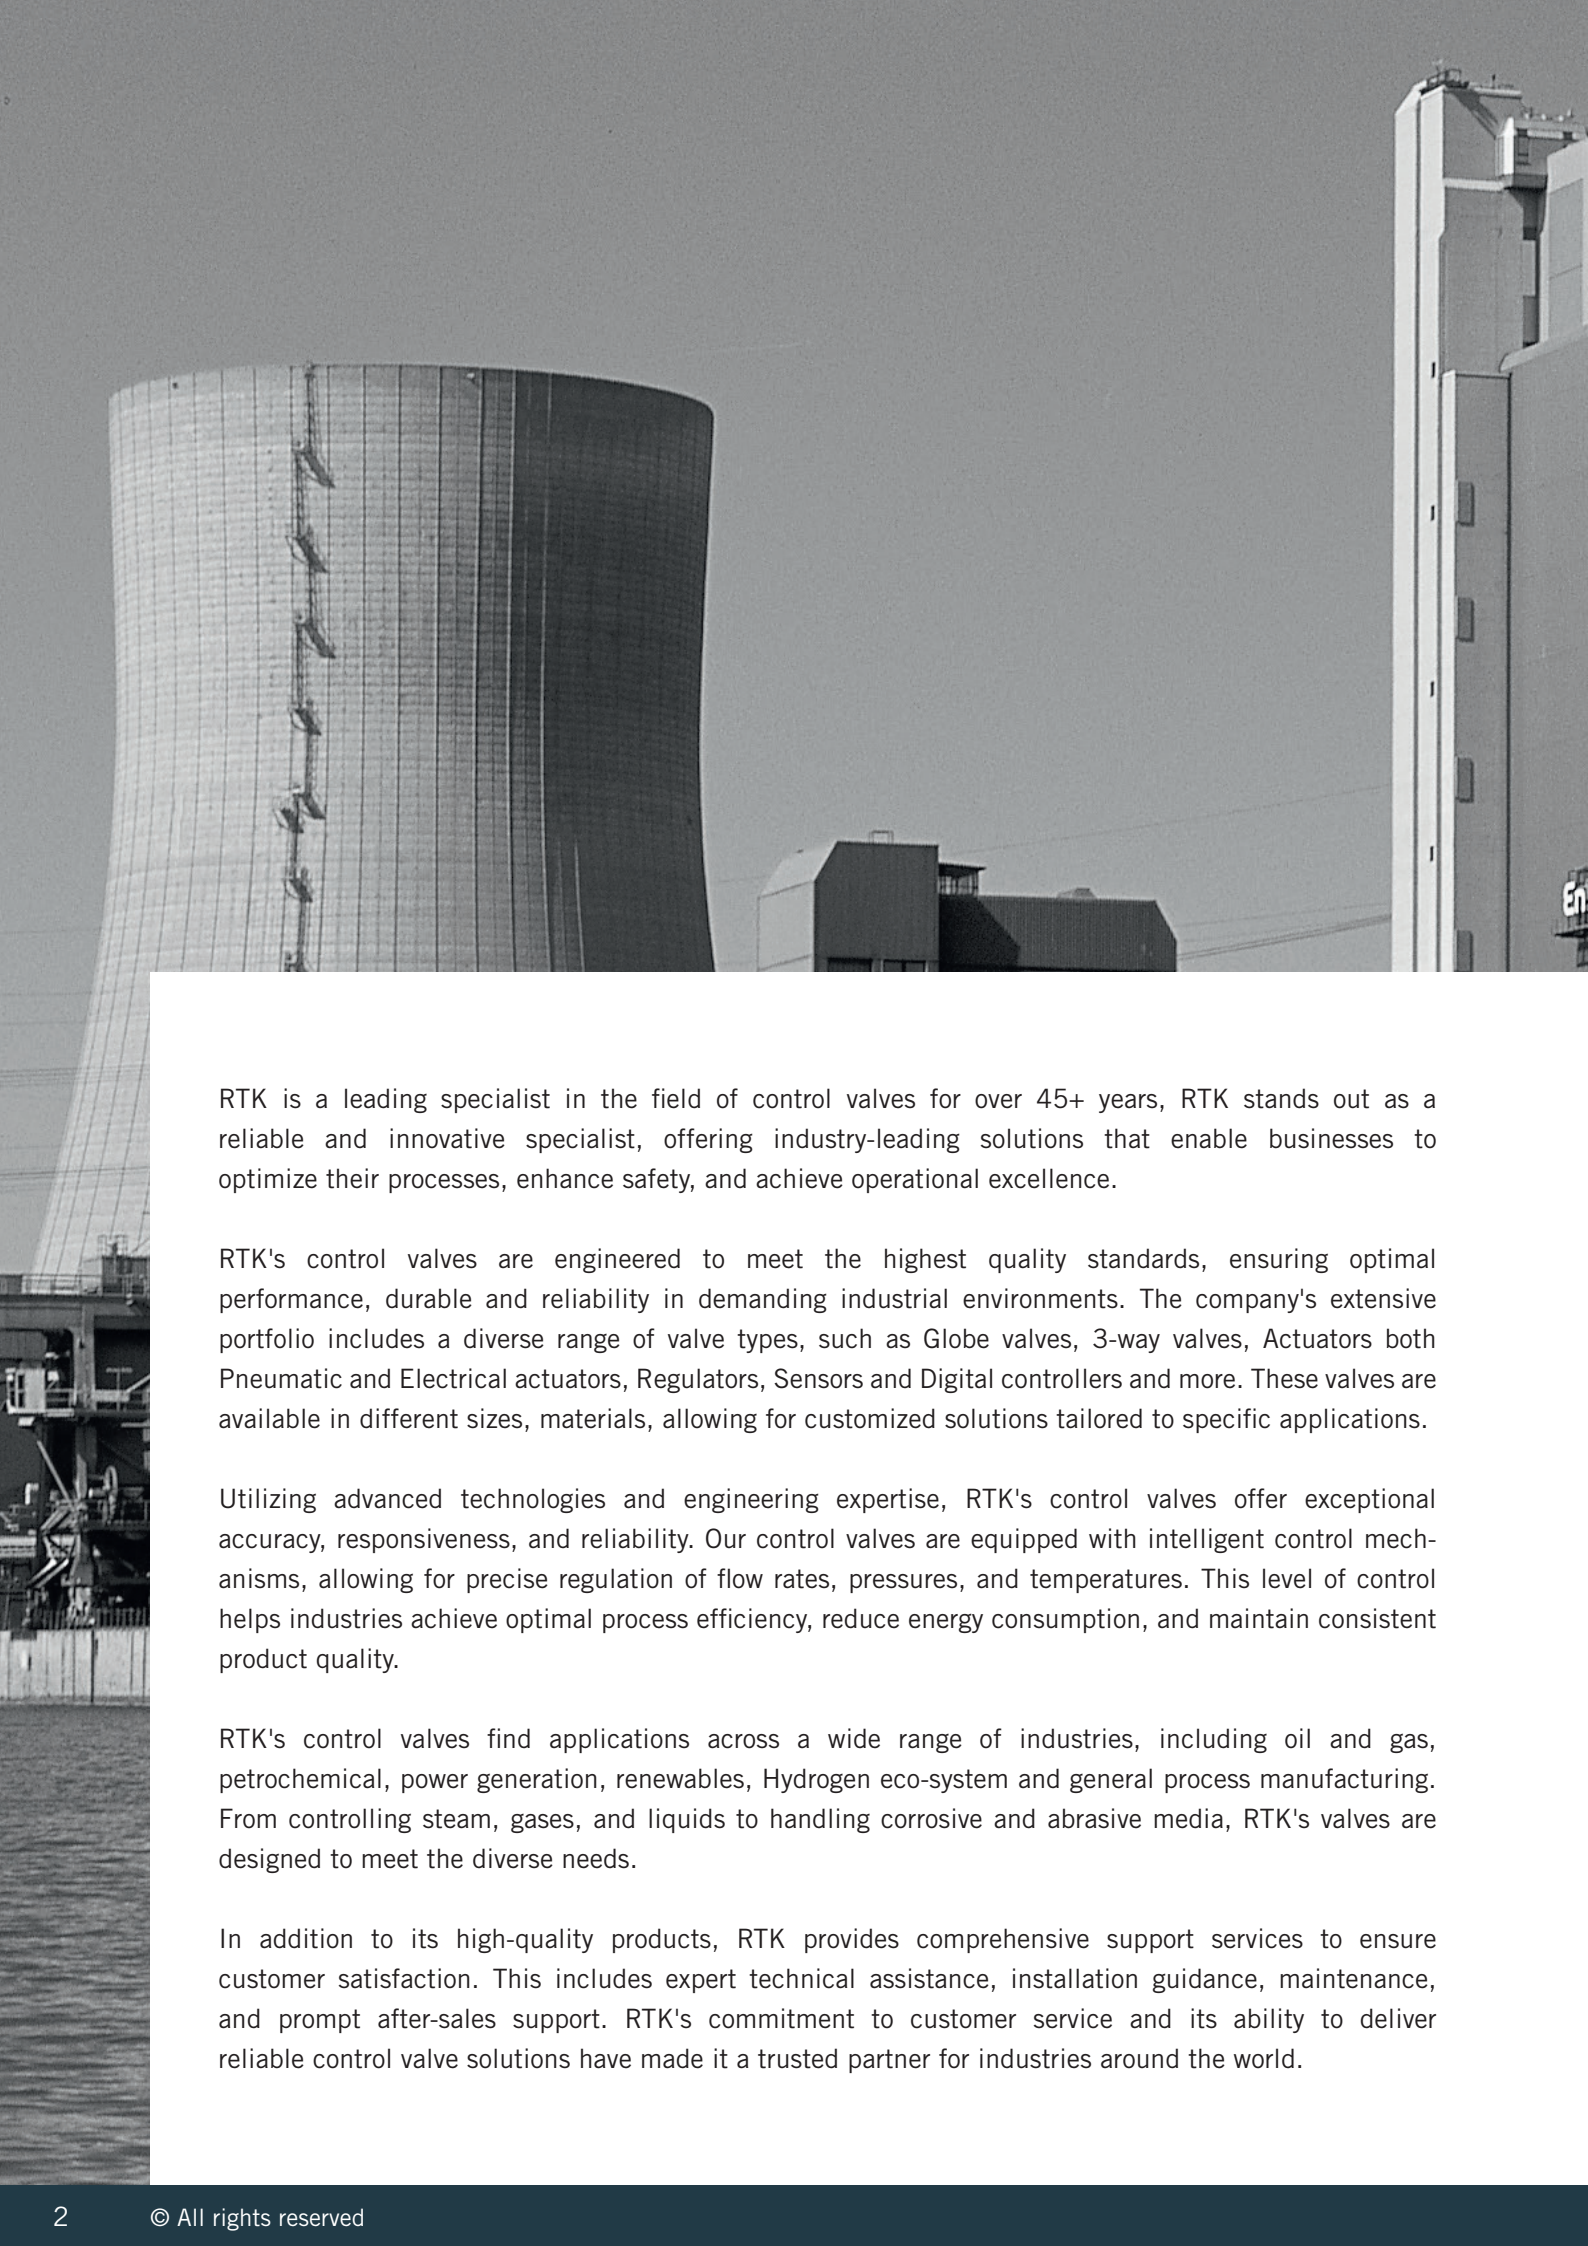 En
RTK is a leading specialist in the field of control valves for over 45+ years, RTK stands out as a
reliable and innovative specialist, offering industry-leading solutions that enable businesses to
optimize their processes, enhance safety, and achieve operational excellence.
RTK's control valves are engineered to meet the highest quality standards, ensuring optimal
performance, durable and reliability in demanding industrial environments. The company's extensive
portfolio includes a diverse range of valve types, such as Globe valves, 3-way valves, Actuators both
Pneumatic and Electrical actuators, Regulators, Sensors and Digital controllers and more. These valves are
available in different sizes, materials, allowing for customized solutions tailored to specific applications.
Utilizing advanced technologies and engineering expertise, RTK's control valves offer exceptional
accuracy, responsiveness, and reliability. Our control valves are equipped with intelligent control mech-
anisms, allowing for precise regulation of flow rates, pressures, and temperatures. This level of control
helps industries achieve optimal process efficiency, reduce energy consumption, and maintain consistent
product quality.
RTK's control valves find applications across a wide range of industries, including oil and gas,
petrochemical, power generation, renewables, Hydrogen eco-system and general process manufacturing.
From controlling steam, gases, and liquids to handling corrosive and abrasive media, RTK's valves are
designed to meet the diverse needs.
In addition to its high-quality products, RTK provides comprehensive support services to ensure
customer satisfaction. This includes expert technical assistance, installation guidance, maintenance,
and prompt after-sales support. RTK's commitment to customer service and its ability to deliver
reliable control valve solutions have made it a trusted partner for industries around the world.
2 © All rights reserved